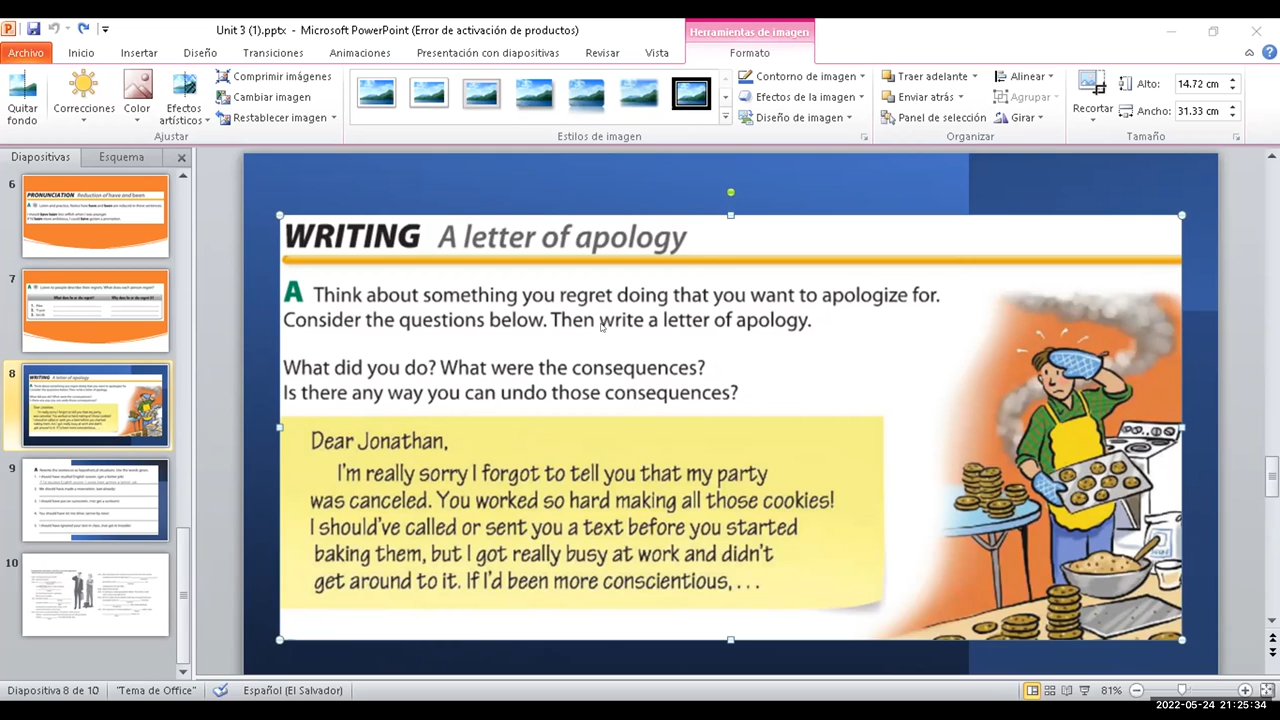 Unit 3 (1).pptx - Microsoft PowerPoint (Error de activación de productos)
Herramientas de imagen
Archivo Inicio Insertar Diseño Transiciones Animaciones Presentación con diapositivas Revisar Vista Formato
Quitar fondo
Correcciones
Color
Efectos artísticos
Comprimir imágenes
Cambiar imagen
Restablecer imagen
Ajustar
Estilos de imagen
Contorno de imagen
Efectos de la imagen
Diseño de imagen
Traer adelante
Enviar atrás
Panel de selección
Alinear
Agrupar
Girar
Organizar
Recortar
Alto: 14.72 cm
Ancho: 31.33 cm
Tamaño
Diapositivas Esquema
6
PRONUNCIATION Reduction of have and been
7
8
WRITING A letter of apology
9
10
WRITING A letter of apology
A Think about something you regret doing that you want to apologize for.
Consider the questions below. Then write a letter of apology.
What did you do? What were the consequences?
Is there any way you can undo those consequences?
Dear Jonathan,
I'm really sorry I forgot to tell you that my party
was canceled. You worked so hard making all those cookies!
I should've called or sent you a text before you started
baking them, but I got really busy at work and didn't
get around to it. If I'd been more conscientious, ...
Diapositiva 8 de 10 "Tema de Office" Español (El Salvador) 81%
2022-05-24 21:25:34